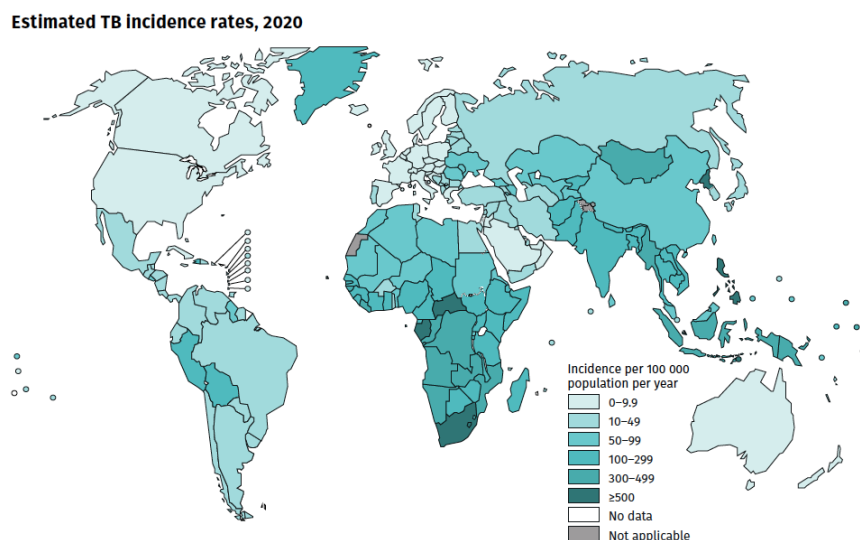 Estimated TB incidence rates, 2020
Incidence per 100 000
population per year
0–9.9
10–49
50–99
100–299
300–499
≥500
No data
Not applicable